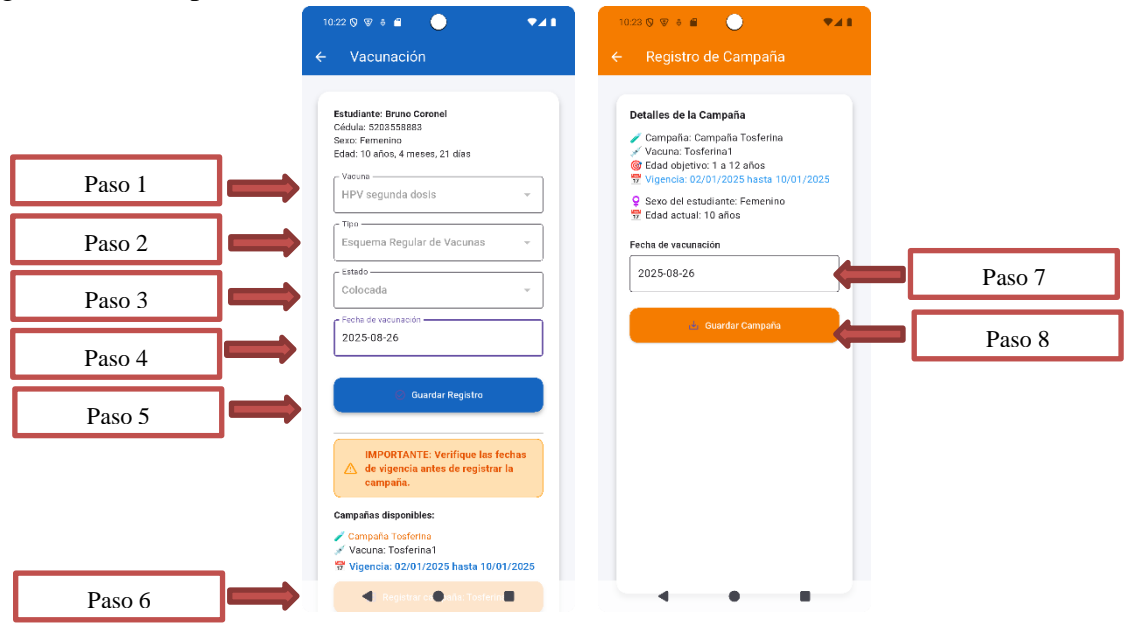 Paso 1
Paso 2
Paso 3
Paso 4
Paso 5
Paso 6
10:22
Vacunación
Estudiante: Bruno Coronel
Cédula: 5203558883
Sexo: Femenino
Edad: 10 años, 4 meses, 21 días
Vacuna
HPV segunda dosis
Tipo
Esquema Regular de Vacunas
Estado
Colocada
Fecha de vacunación
2025-08-26
Guardar Registro
IMPORTANTE: Verifique las fechas
de vigencia antes de registrar la
campaña.
Campañas disponibles:
Campaña Tosferina
Vacuna: Tosferina1
Vigencia: 02/01/2025 hasta 10/01/2025
Registrar
10:23
Registro de Campaña
Detalles de la Campaña
Campaña: Campaña Tosferina
Vacuna: Tosferina1
Edad objetivo: 1 a 12 años
Vigencia: 02/01/2025 hasta 10/01/2025
Sexo del estudiante: Femenino
Edad actual: 10 años
Fecha de vacunación
2025-08-26
Guardar Campaña
Paso 7
Paso 8